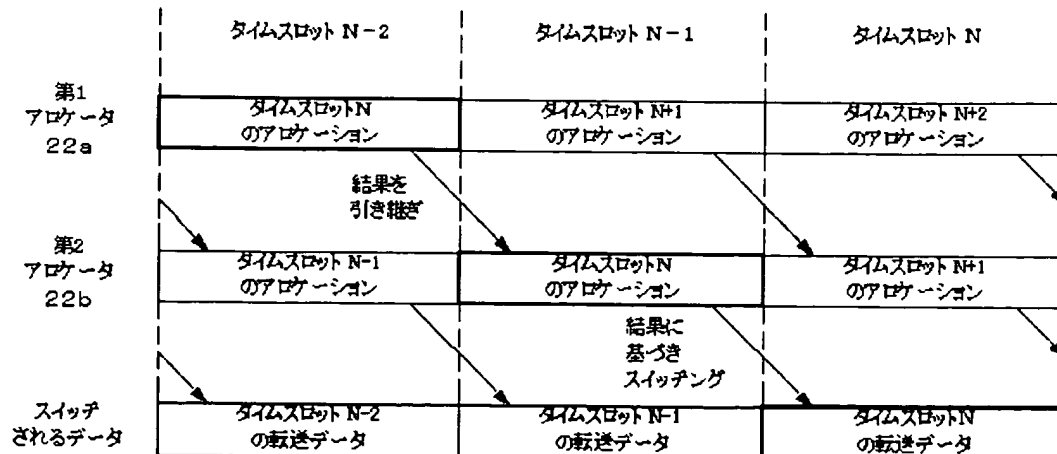 タイムスロット N-2
タイムスロット N-1
タイムスロット N
第1
アロケータ
22a
タイムスロットN
のアロケーション
タイムスロット N+1
のアロケーション
タイムスロット N+2
のアロケーション
結果を
引き継ぎ
第2
アロケータ
22b
タイムスロット N-1
のアロケーション
タイムスロットN
のアロケーション
タイムスロット N+1
のアロケーション
結果に
基づき
スイッチング
スイッチ
されるデータ
タイムスロット N-2
の転送データ
タイムスロット N-1
の転送データ
タイムスロットN
の転送データ